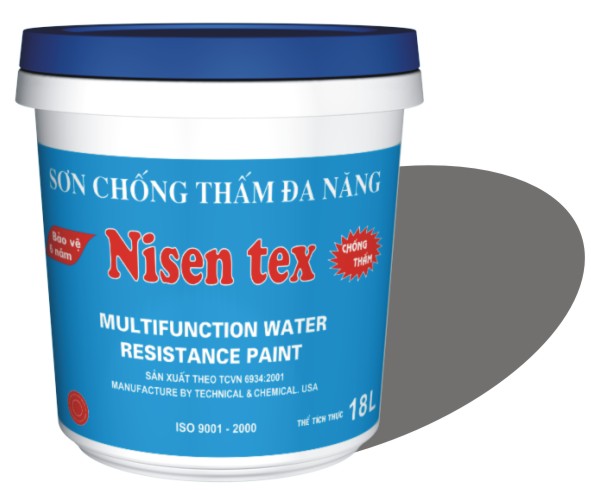 SƠN CHỐNG THẤM ĐA NĂNG
Bảo vệ
6 năm
Nisen tex
CHỐNG
THẤM
MULTIFUNCTION WATER
RESISTANCE PAINT
SẢN XUẤT THEO TCVN 6934:2001
MANUFACTURE BY TECHNICAL & CHEMICAL. USA
ISO 9001 - 2000
THỂ TÍCH THỰC 18L